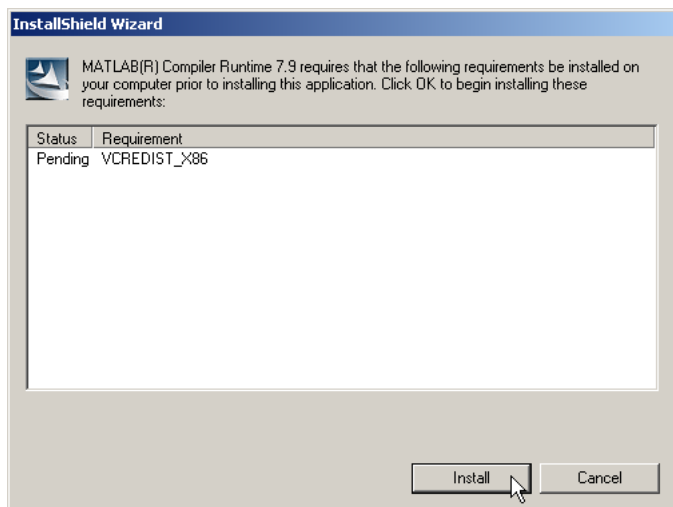 InstallShield Wizard
MATLAB(R) Compiler Runtime 7.9 requires that the following requirements be installed on
your computer prior to installing this application. Click OK to begin installing these
requirements:
Status Requirement
Pending VCREDIST_X86
Install Cancel